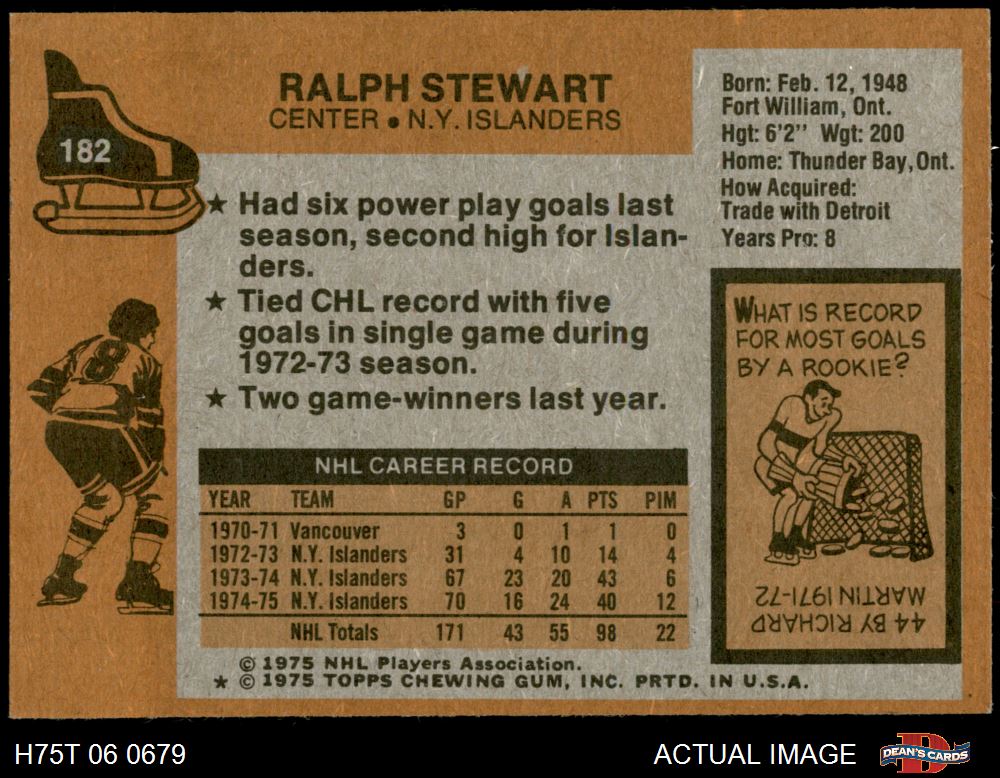 182
RALPH STEWART
CENTER • N.Y. ISLANDERS
Born: Feb. 12, 1948
Fort William, Ont.
Hgt: 6'2" Wgt: 200
Home: Thunder Bay, Ont.
How Acquired:
Trade with Detroit
Years Pro: 8
★ Had six power play goals last
season, second high for Islan-
ders.
★ Tied CHL record with five
goals in single game during
1972-73 season.
★ Two game-winners last year.
8
WHAT IS RECORD
FOR MOST GOALS
BY A ROOKIE?
44 BY RICHARD
MARTIN 1971-72
NHL CAREER RECORD
YEAR TEAM GP G A PTS PIM
1970-71 Vancouver 3 0 1 1 0
1972-73 N.Y. Islanders 31 4 10 14 4
1973-74 N.Y. Islanders 67 23 20 43 6
1974-75 N.Y. Islanders 70 16 24 40 12
NHL Totals 171 43 55 98 22
© 1975 NHL Players Association.
★ © 1975 TOPPS CHEWING GUM, INC. PRTD. IN U.S.A.
H75T 06 0679
ACTUAL IMAGE
D
DEAN'S CARDS